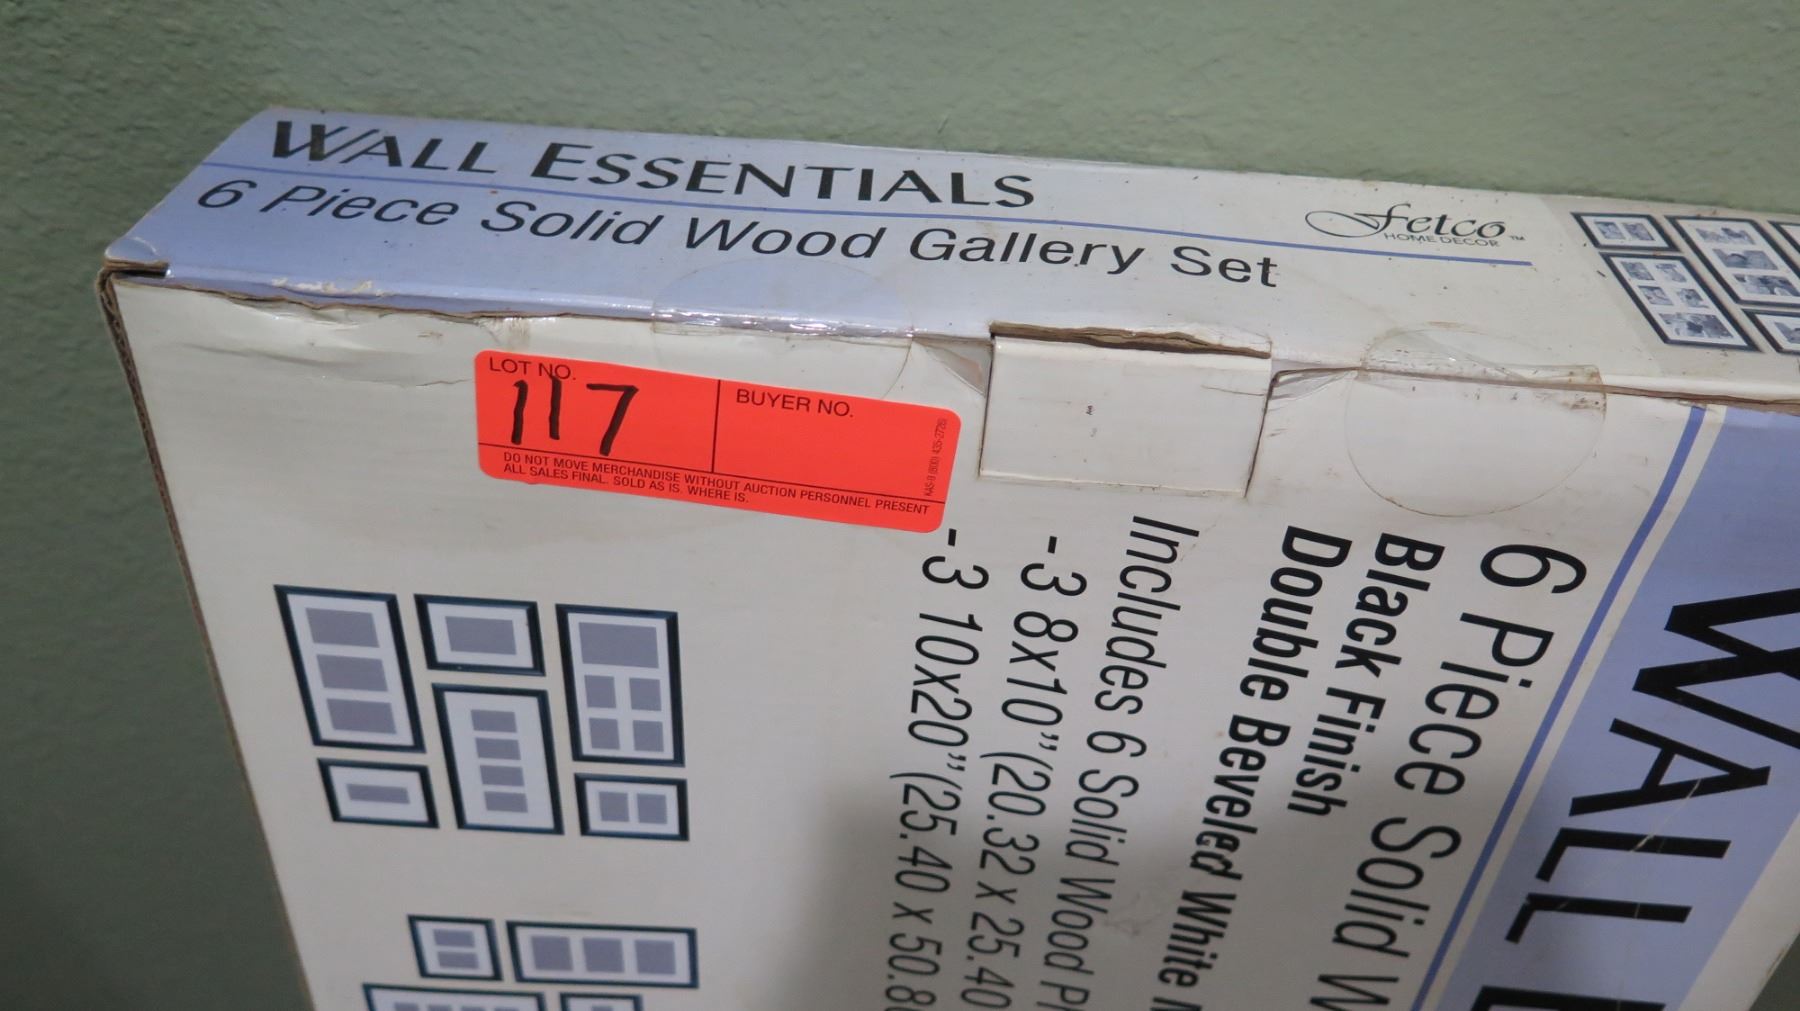 WALL ESSENTIALS
6 Piece Solid Wood Gallery Set
fetco™
HOME DECOR
LOT NO.
117
BUYER NO.
DO NOT MOVE MERCHANDISE WITHOUT AUCTION PERSONNEL PRESENT
ALL SALES FINAL. SOLD AS IS. WHERE IS.
WALL E
6 Piece Solid W
Black Finish
Double Beveled White
Includes 6 Solid Wood
-3 8x10"(20.32 x 25.40
-3 10x20"(25.40 x 50.8